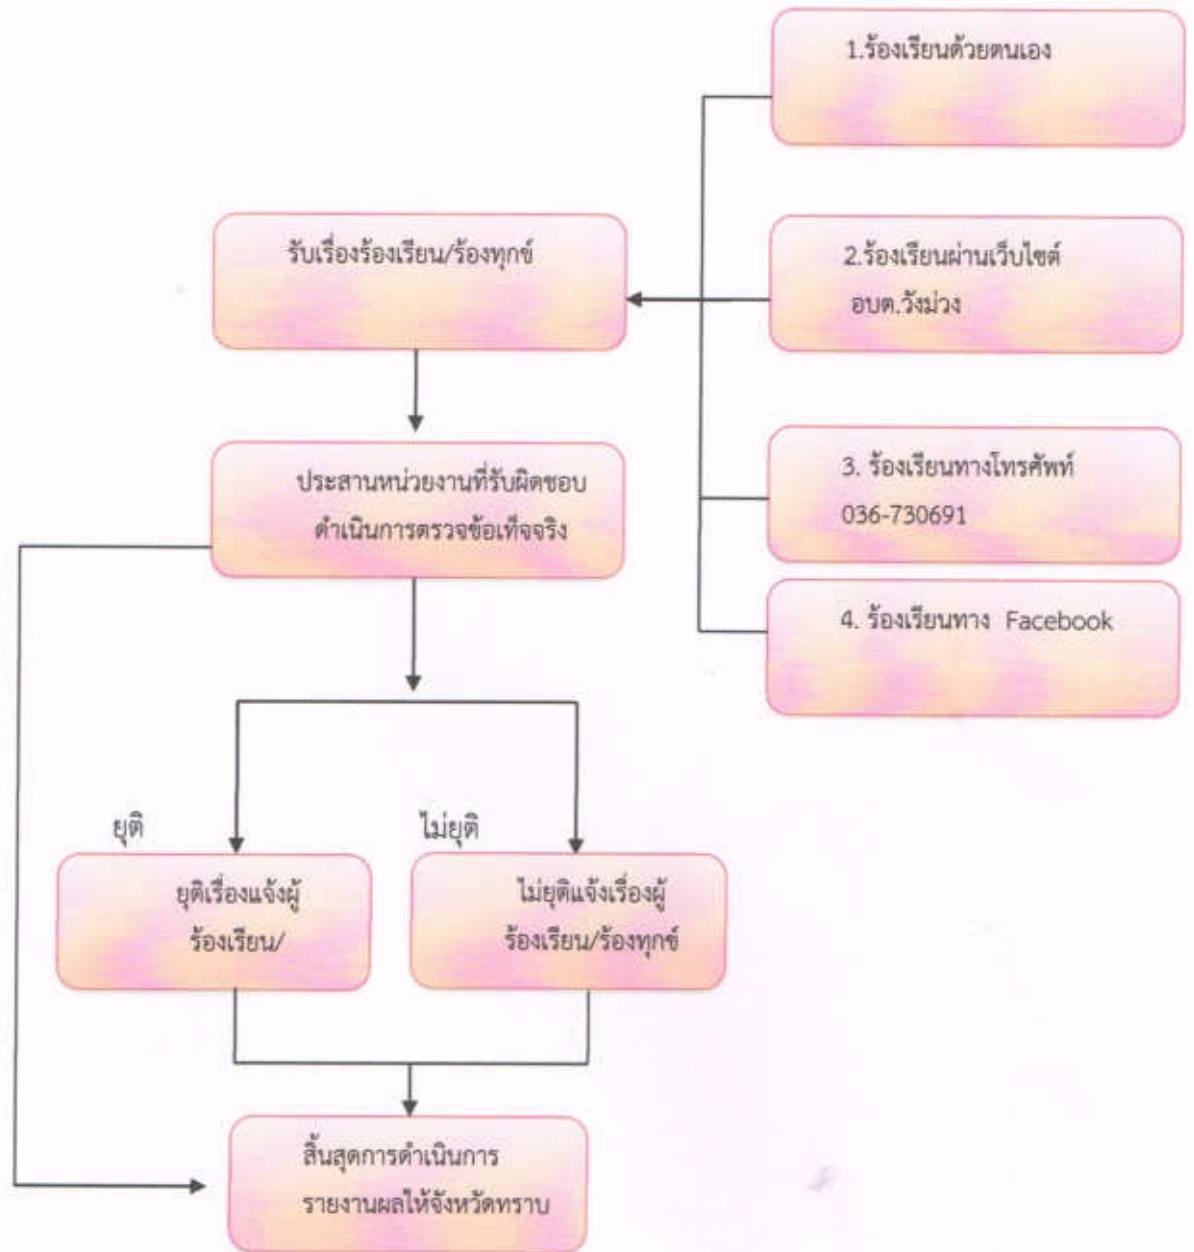 1.ร้องเรียนด้วยตนเอง
รับเรื่องร้องเรียน/ร้องทุกข์
2.ร้องเรียนผ่านเว็บไซต์
อบต.วังม่วง
ประสานหน่วยงานที่รับผิดชอบ
ดำเนินการตรวจข้อเท็จจริง
3. ร้องเรียนทางโทรศัพท์
036-730691
4. ร้องเรียนทาง Facebook
ยุติ
ไม่ยุติ
ยุติเรื่องแจ้งผู้
ร้องเรียน/
ไม่ยุติแจ้งเรื่องผู้
ร้องเรียน/ร้องทุกข์
สิ้นสุดการดำเนินการ
รายงานผลให้จังหวัดทราบ